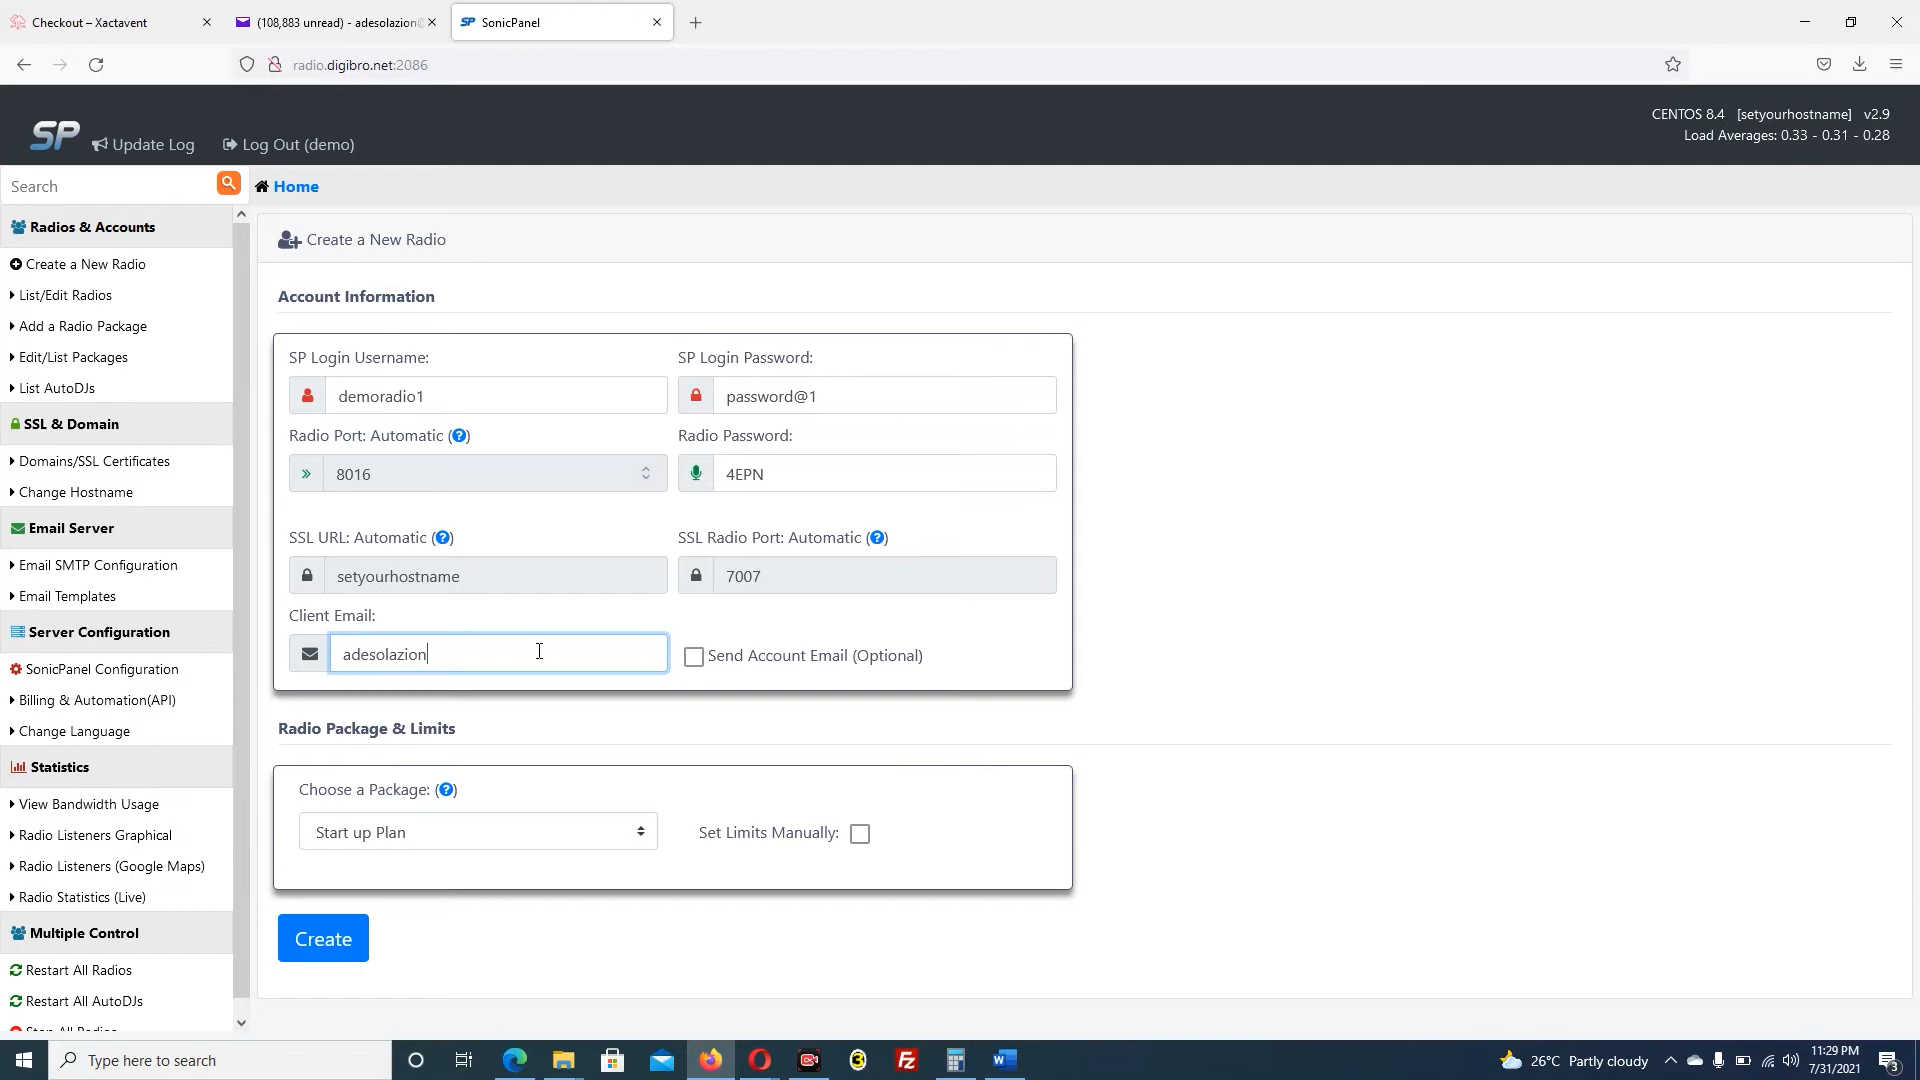 Checkout – Xactavent
(108,883 unread) - adesolazion@
SP SonicPanel
radio.digibro.net:2086
CENTOS 8.4 [setyourhostname] v2.9
Load Averages: 0.33 - 0.31 - 0.28
SP Update Log Log Out (demo)
Search
Home
Radios & Accounts
Create a New Radio
List/Edit Radios
Add a Radio Package
Edit/List Packages
List AutoDJs
SSL & Domain
Domains/SSL Certificates
Change Hostname
Email Server
Email SMTP Configuration
Email Templates
Server Configuration
SonicPanel Configuration
Billing & Automation(API)
Change Language
Statistics
View Bandwidth Usage
Radio Listeners Graphical
Radio Listeners (Google Maps)
Radio Statistics (Live)
Multiple Control
Restart All Radios
Restart All AutoDJs
Create a New Radio
Account Information
SP Login Username: SP Login Password:
demoradio1 password@1
Radio Port: Automatic (?) Radio Password:
8016 4EPN
SSL URL: Automatic (?) SSL Radio Port: Automatic (?)
setyourhostname 7007
Client Email:
adesolazion Send Account Email (Optional)
Radio Package & Limits
Choose a Package: (?)
Start up Plan Set Limits Manually:
Create
Type here to search
26°C Partly cloudy
11:29 PM
7/31/2021
3